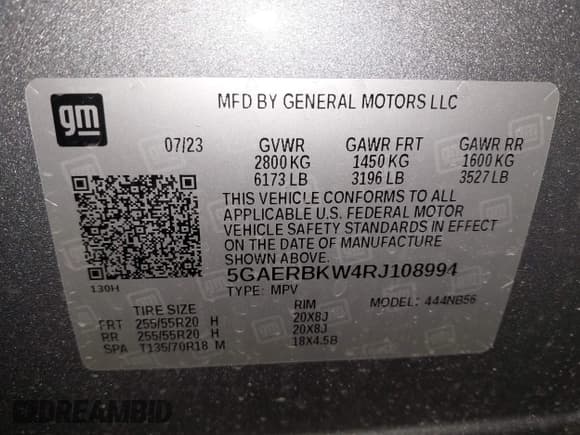 gm
MFD BY GENERAL MOTORS LLC
07/23 GVWR GAWR FRT GAWR RR
2800 KG 1450 KG 1600 KG
6173 LB 3196 LB 3527 LB
THIS VEHICLE CONFORMS TO ALL
APPLICABLE U.S. FEDERAL MOTOR
VEHICLE SAFETY STANDARDS IN EFFECT
ON THE DATE OF MANUFACTURE
SHOWN ABOVE.
130H 5GAERBKW4RJ108994
TYPE: MPV MODEL: 444NB56
TIRE SIZE RIM
FRT 255/55R20 H 20X8J
RR 255/55R20 H 20X8J
SPA T135/70R18 M 18X4.5B
DREAMBID